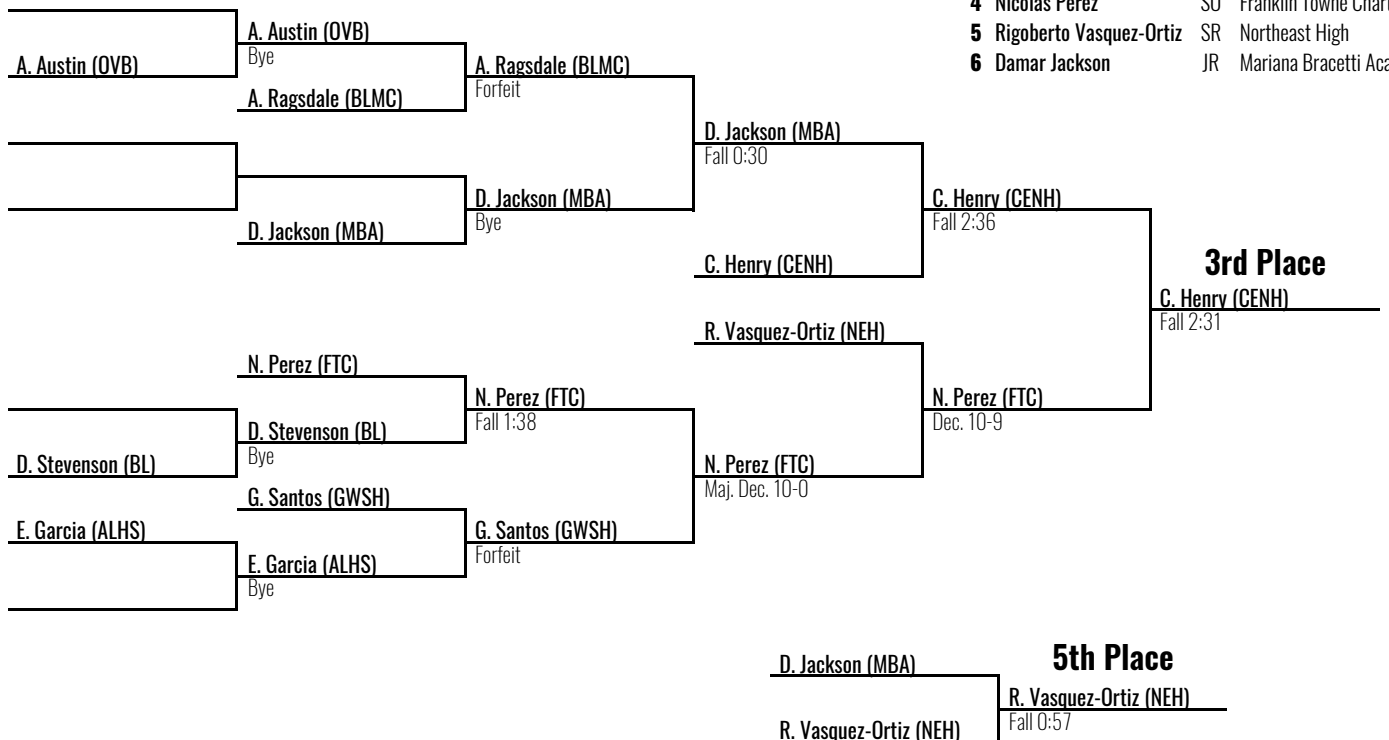 4 Nicolas Perez SO Franklin Towne
5 Rigoberto Vasquez-Ortiz SR Northeast High
6 Damar Jackson JR Mariana Bracetti
A. Austin (OVB)
A. Austin (OVB)
Bye
A. Ragsdale (BLMC)
A. Ragsdale (BLMC)
Forfeit
D. Jackson (MBA)
D. Jackson (MBA)
Bye
D. Jackson (MBA)
Fall 0:30
C. Henry (CENH)
C. Henry (CENH)
Fall 2:36
3rd Place
C. Henry (CENH)
Fall 2:31
R. Vasquez-Ortiz (NEH)
N. Perez (FTC)
N. Perez (FTC)
Fall 1:38
N. Perez (FTC)
Dec. 10-9
D. Stevenson (BL)
D. Stevenson (BL)
Bye
N. Perez (FTC)
Maj. Dec. 10-0
G. Santos (GWSH)
E. Garcia (ALHS)
G. Santos (GWSH)
Forfeit
E. Garcia (ALHS)
Bye
5th Place
D. Jackson (MBA)
R. Vasquez-Ortiz (NEH)
Fall 0:57
R. Vasquez-Ortiz (NEH)